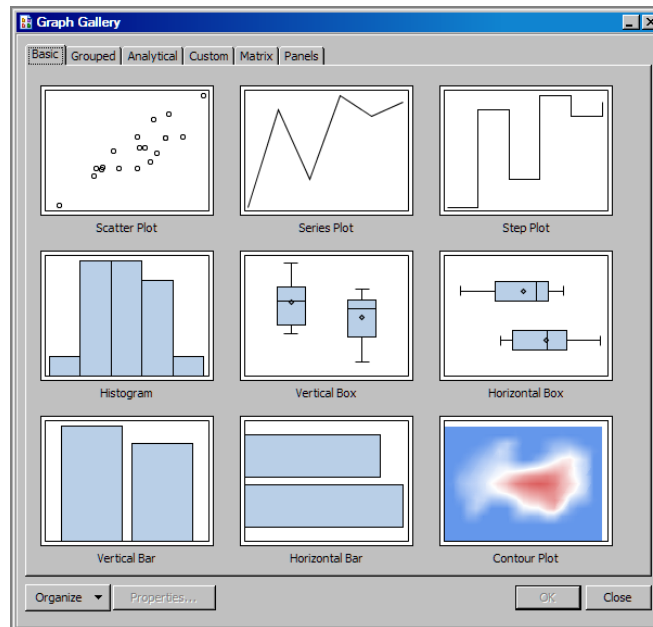 Graph Gallery
Basic Grouped Analytical Custom Matrix Panels
Scatter Plot Series Plot Step Plot
Histogram Vertical Box Horizontal Box
Vertical Bar Horizontal Bar Contour Plot
Organize Properties... OK Close